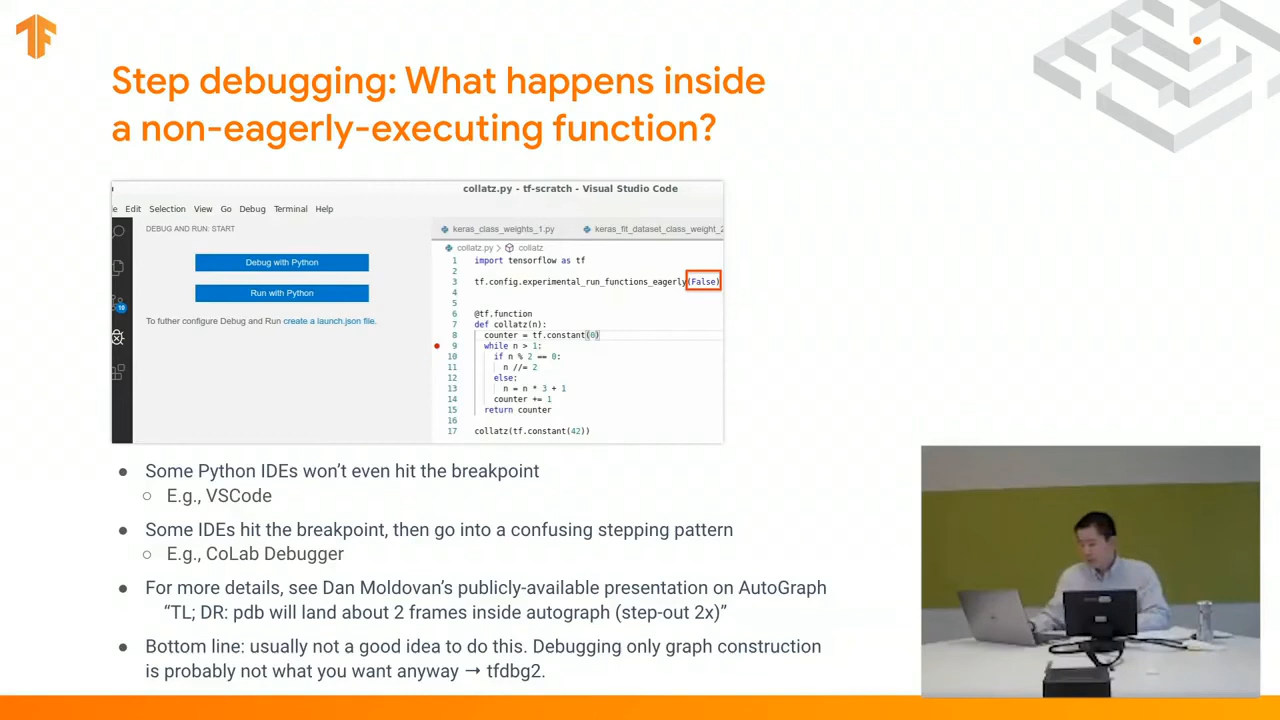 Step debugging: What happens inside
a non-eagerly-executing function?
collatz.py - tf-scratch - Visual Studio Code
e Edit Selection View Go Debug Terminal Help
DEBUG AND RUN: START
Debug with Python
Run with Python
To futher configure Debug and Run create a launch.json file.
10
keras_class_weights_1.py keras_fit_dataset_class_weight_2
collatz.py > collatz
1 import tensorflow as tf
2
3 tf.config.experimental_run_functions_eagerly(False)
4
5
6 @tf.function
7 def collatz(n):
8 counter = tf.constant(0)
9 while n > 1:
10 if n % 2 == 0:
11 n //= 2
12 else:
13 n = n * 3 + 1
14 counter += 1
15 return counter
16
17 collatz(tf.constant(42))
● Some Python IDEs won't even hit the breakpoint
○ E.g., VSCode
● Some IDEs hit the breakpoint, then go into a confusing stepping pattern
○ E.g., CoLab Debugger
● For more details, see Dan Moldovan's publicly-available presentation on AutoGraph
"TL; DR: pdb will land about 2 frames inside autograph (step-out 2x)"
● Bottom line: usually not a good idea to do this. Debugging only graph construction
is probably not what you want anyway → tfdbg2.